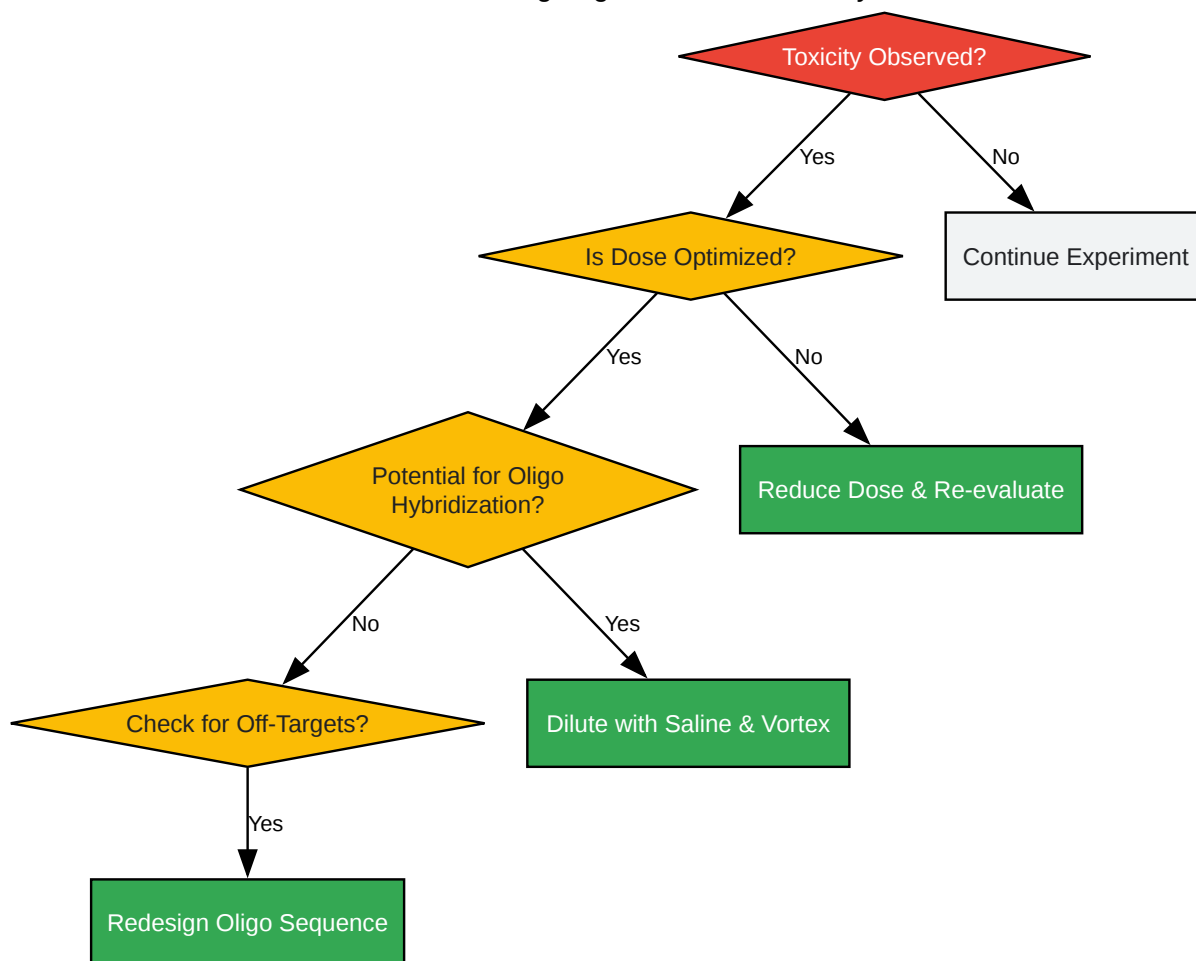 Toxicity Observed?
Yes
No
Is Dose Optimized?
Continue Experiment
Yes
No
Potential for Oligo
Hybridization?
Reduce Dose & Re-evaluate
No
Yes
Check for Off-Targets?
Dilute with Saline & Vortex
Yes
Redesign Oligo Sequence